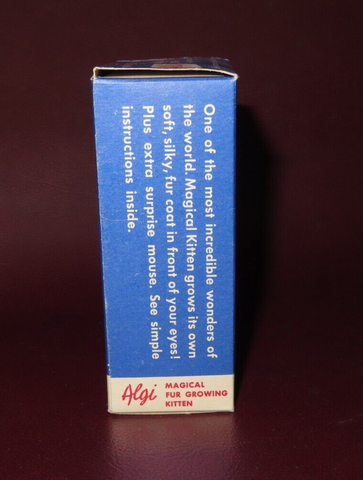 One of the most incredible wonders of
the world. Magical Kitten grows its own
soft, silky, fur coat in front of your eyes!
Plus extra surprise mouse. See simple
instructions inside.
Algi
MAGICAL
FUR GROWING
KITTEN